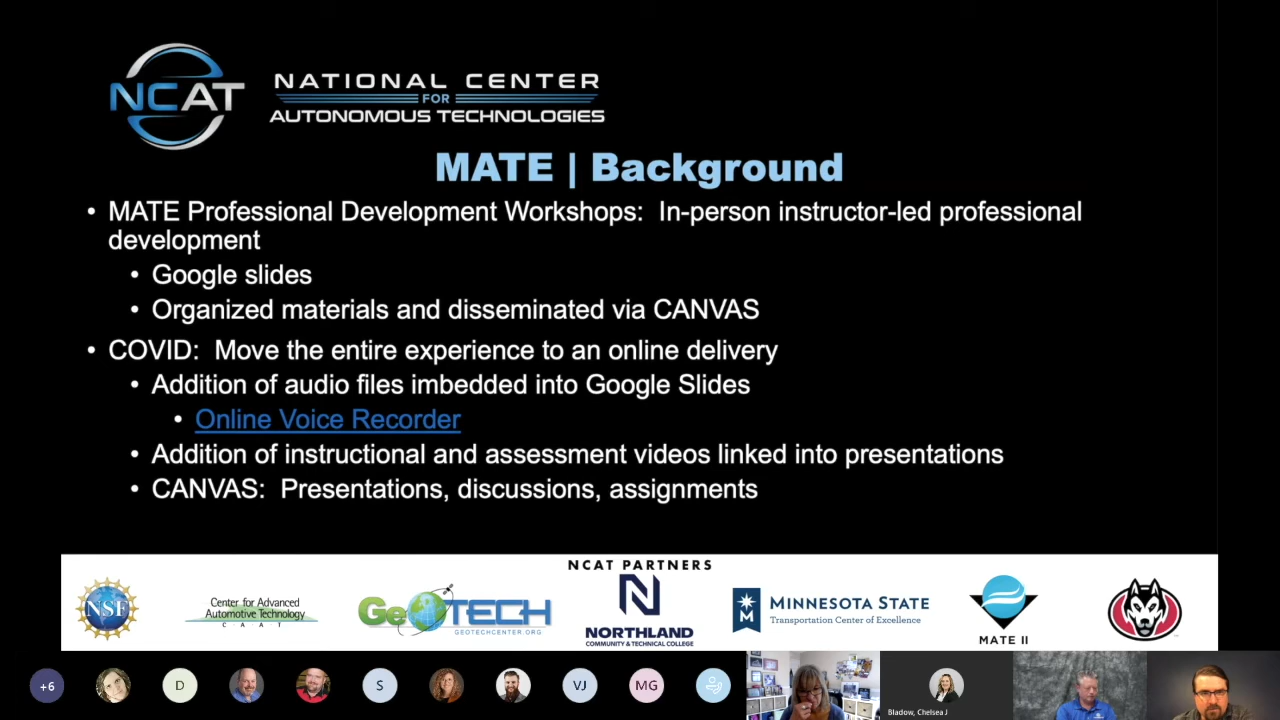 NCAT
NATIONAL CENTER
FOR
AUTONOMOUS TECHNOLOGIES
MATE | Background
• MATE Professional Development Workshops: In-person instructor-led professional
development
• Google slides
• Organized materials and disseminated via CANVAS
• COVID: Move the entire experience to an online delivery
• Addition of audio files imbedded into Google Slides
• Online Voice Recorder
• Addition of instructional and assessment videos linked into presentations
• CANVAS: Presentations, discussions, assignments
NCAT PARTNERS
NSF
Center for Advanced
Automotive Technology
C A A T
GeoTECH
GEOTECHCENTER.ORG
N
NORTHLAND
COMMUNITY & TECHNICAL COLLEGE
M
MINNESOTA STATE
Transportation Center of Excellence
MATE II
+6
D
S
VJ
MG
Bladow, Chelsea J